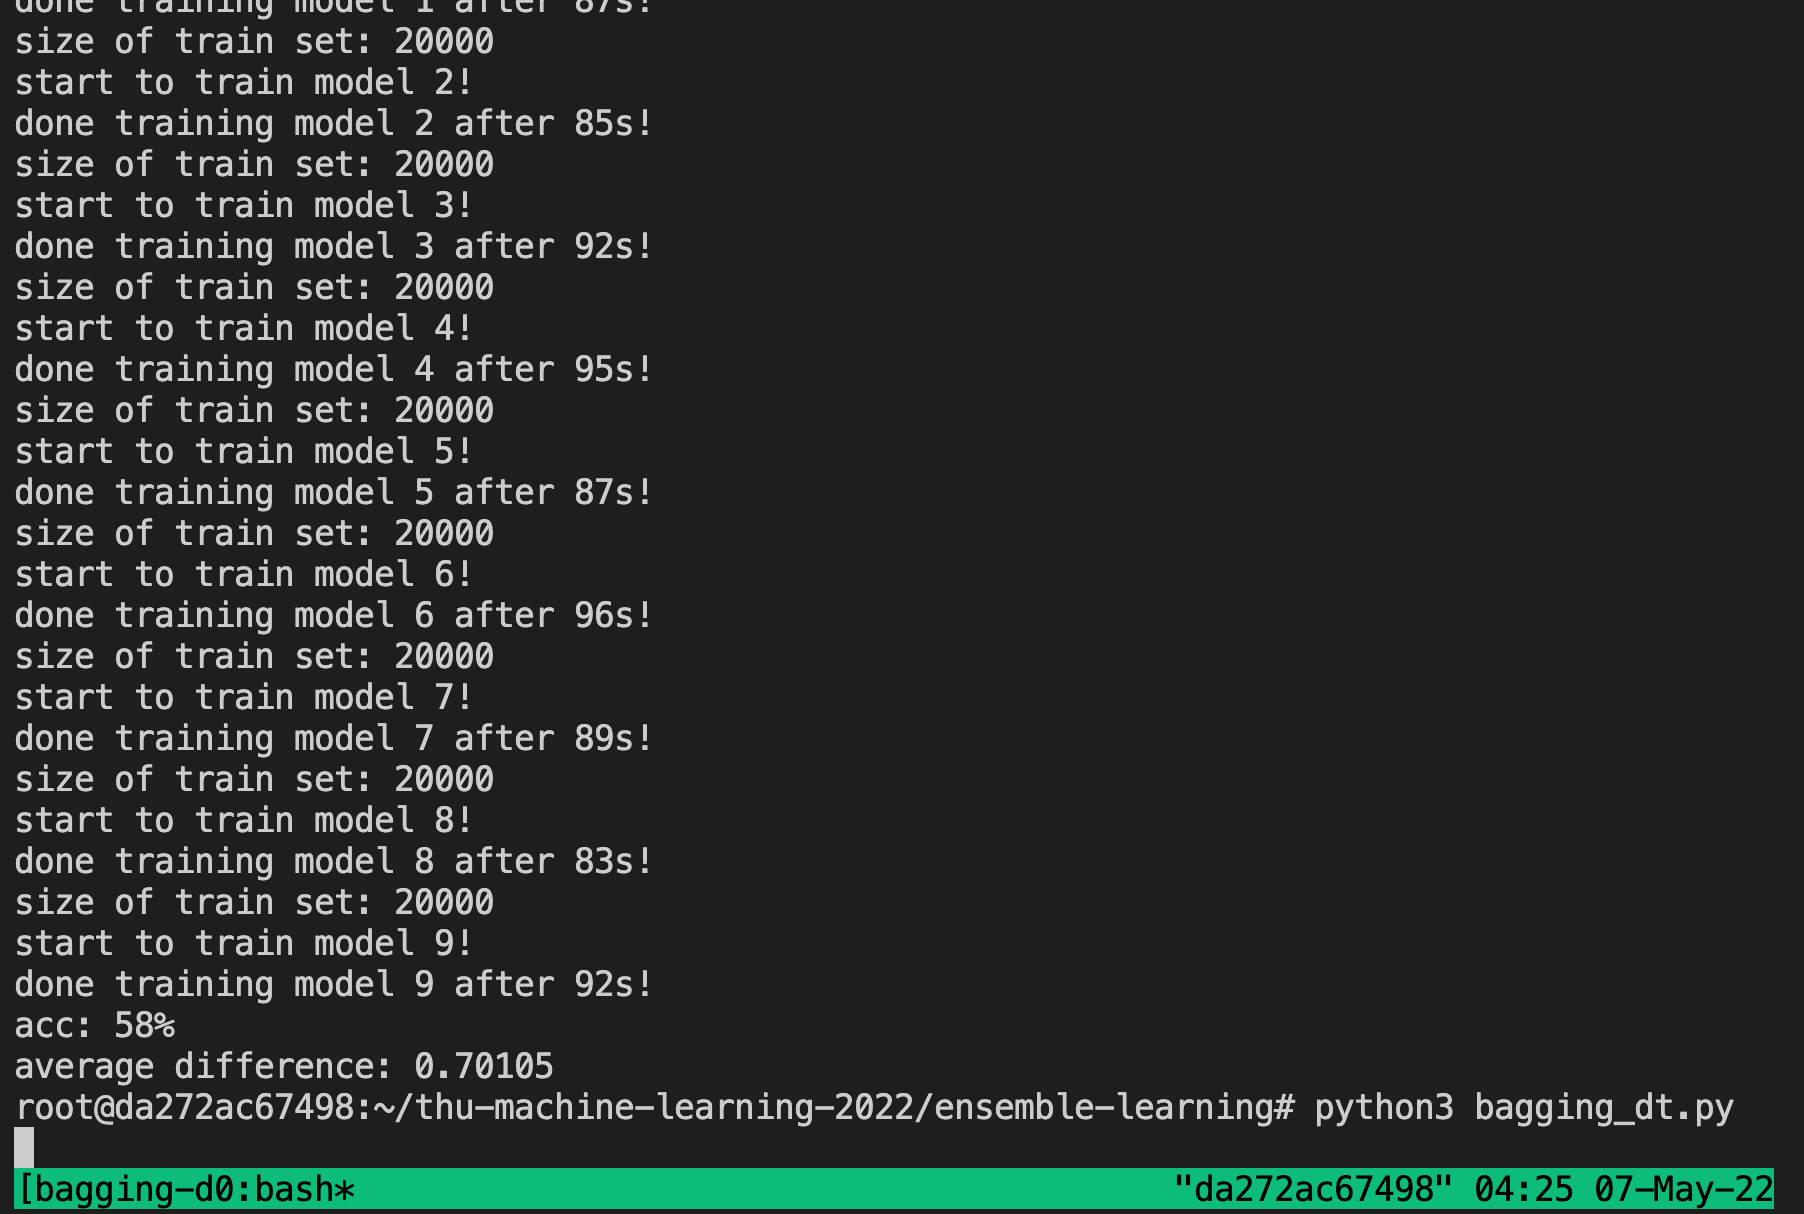 done training model 1 after 87s!
size of train set: 20000
start to train model 2!
done training model 2 after 85s!
size of train set: 20000
start to train model 3!
done training model 3 after 92s!
size of train set: 20000
start to train model 4!
done training model 4 after 95s!
size of train set: 20000
start to train model 5!
done training model 5 after 87s!
size of train set: 20000
start to train model 6!
done training model 6 after 96s!
size of train set: 20000
start to train model 7!
done training model 7 after 89s!
size of train set: 20000
start to train model 8!
done training model 8 after 83s!
size of train set: 20000
start to train model 9!
done training model 9 after 92s!
acc: 58%
average difference: 0.70105
root@da272ac67498:~/thu-machine-learning-2022/ensemble-learning# python3 bagging_dt.py
[bagging-d0:bash* "da272ac67498" 04:25 07-May-22